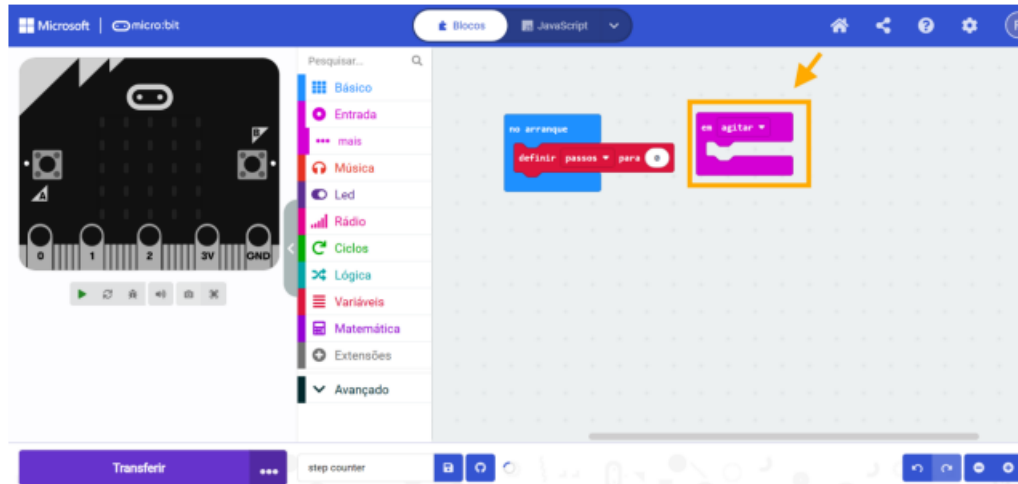 Microsoft | micro:bit
Blocos
JavaScript
Pesquisar...
Básico
Entrada
mais
Música
Led
Rádio
Ciclos
Lógica
Variáveis
Matemática
Extensões
Avançado
no arranque
definir passos para 0
em agitar
A
B
0 1 2 3V GND
Transferir
step counter